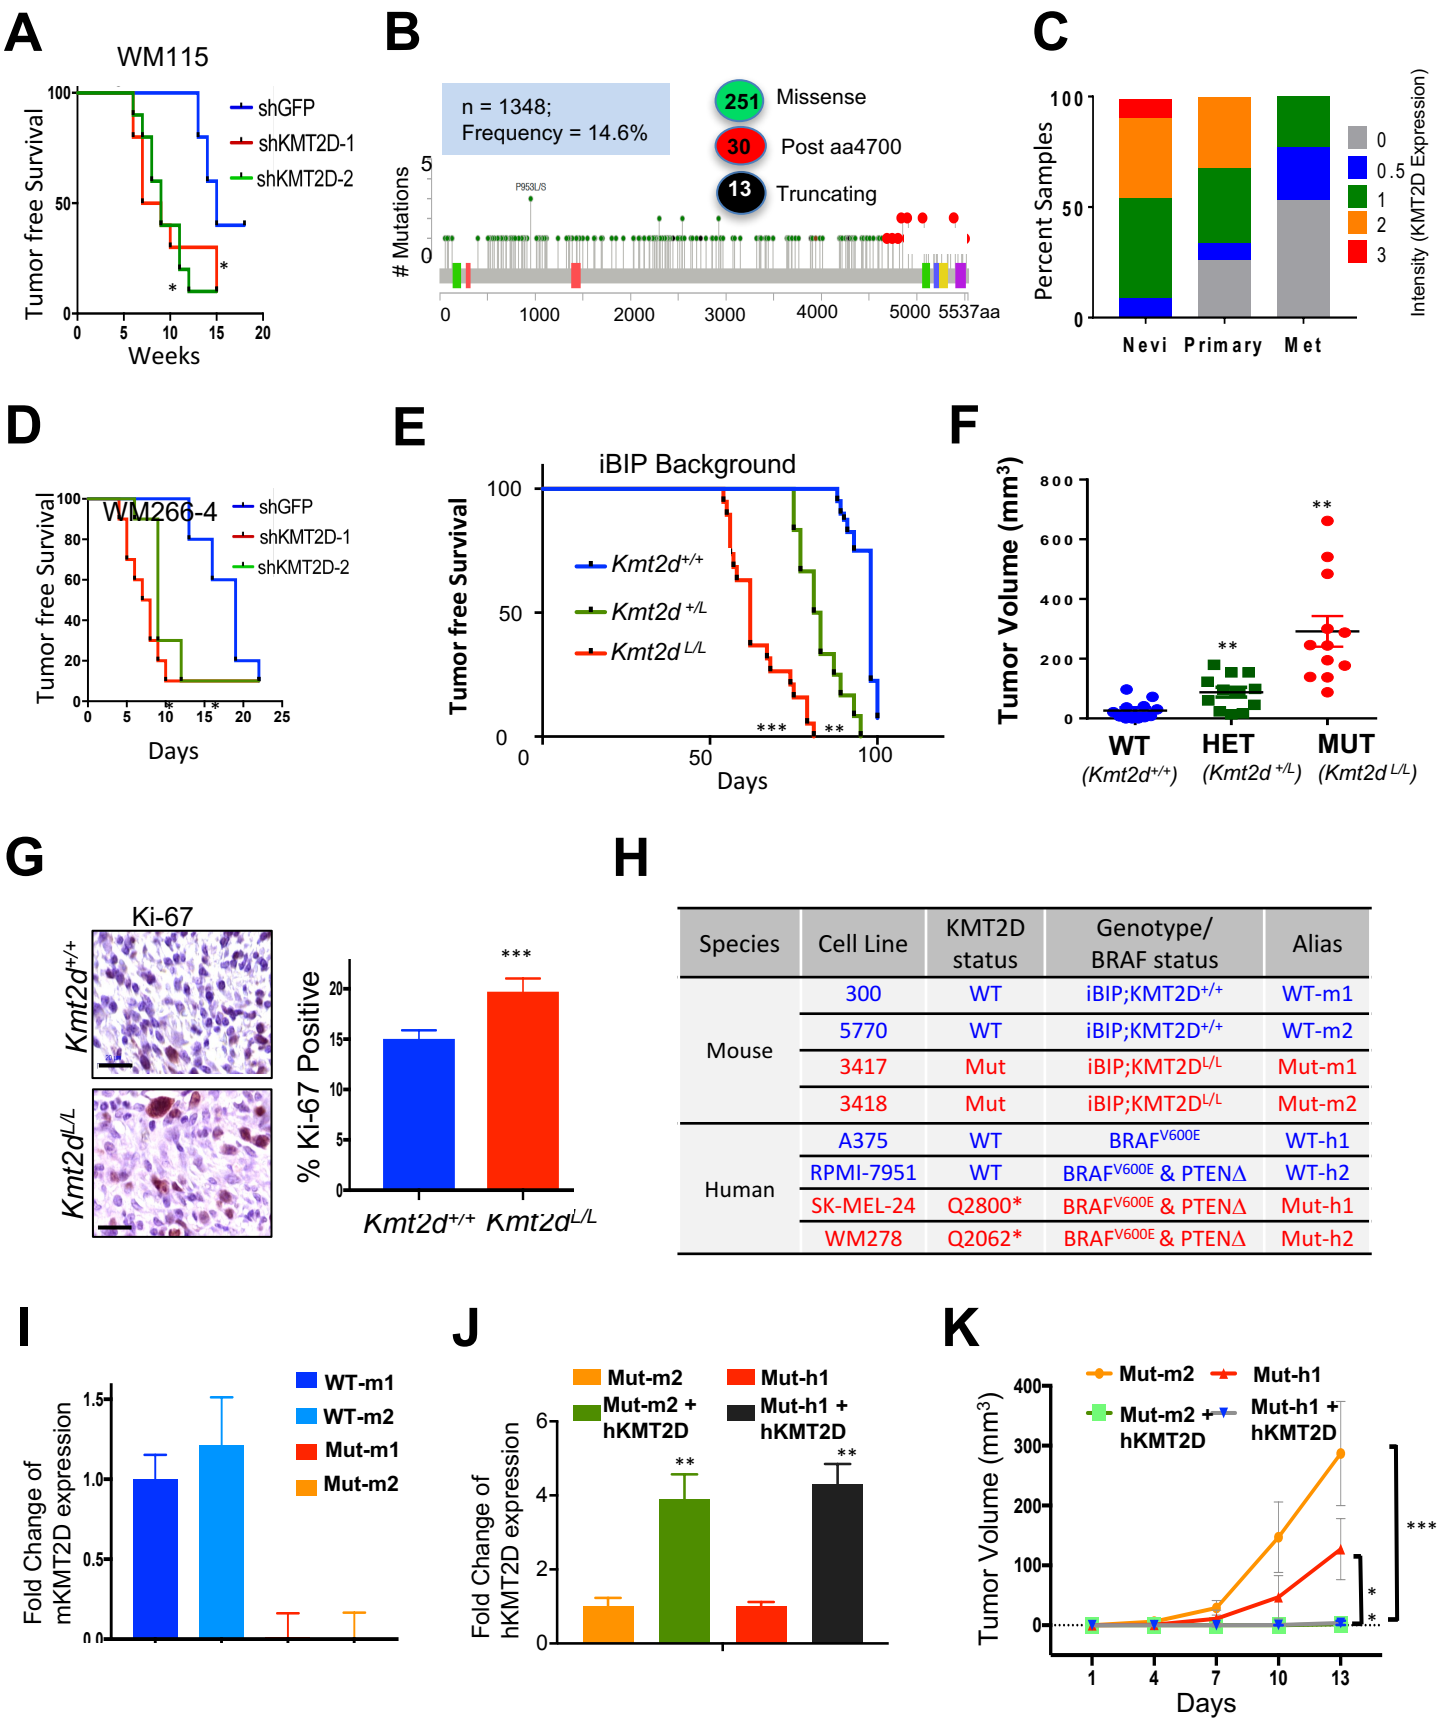 A
WM115
100
50
0
0 5 10 15 20
Tumor free Survival
Weeks
shGFP
shKMT2D-1
shKMT2D-2
*
*
B
n = 1348;
Frequency = 14.6%
251 Missense
30 Post aa4700
13 Truncating
# Mutations
5
0
P953L/S
0 1000 2000 3000 4000 5000 5537aa
C
Percent Samples
100
50
0
Nevi Primary Met
0
0.5
1
2
3
Intensity (KMT2D Expression)
D
WM266-4
Tumor free Survival
100
80
60
40
20
0
0 5 10 15 20 25
* *
Days
shGFP
shKMT2D-1
shKMT2D-2
E
iBIP Background
Tumor free Survival
100
50
0
0 50 100
Days
Kmt2d+/+
Kmt2d +/L
Kmt2d L/L
*** **
F
Tumor Volume (mm3)
800
600
400
200
0
**
**
WT HET MUT
(Kmt2d+/+) (Kmt2d +/L) (Kmt2d L/L)
G
Ki-67
Kmt2d+/+
Kmt2dL/L
% Ki-67 Positive
20
15
10
5
0
***
Kmt2d+/+ Kmt2dL/L
H
Species Cell Line KMT2D status Genotype/ BRAF status Alias
Mouse
300 WT iBIP;KMT2D+/+ WT-m1
5770 WT iBIP;KMT2D+/+ WT-m2
3417 Mut iBIP;KMT2DL/L Mut-m1
3418 Mut iBIP;KMT2DL/L Mut-m2
Human
A375 WT BRAFV600E WT-h1
RPMI-7951 WT BRAFV600E & PTENΔ WT-h2
SK-MEL-24 Q2800* BRAFV600E & PTENΔ Mut-h1
WM278 Q2062* BRAFV600E & PTENΔ Mut-h2
I
Fold Change of
mKMT2D expression
1.5
1.0
0.5
0.0
WT-m1
WT-m2
Mut-m1
Mut-m2
J
Mut-m2
Mut-m2 +
hKMT2D
Mut-h1
Mut-h1 +
hKMT2D
Fold Change of
hKMT2D expression
6
4
2
0
**
**
K
Mut-m2
Mut-h1
Mut-m2 +
hKMT2D
Mut-h1 +
hKMT2D
Tumor Volume (mm3)
400
300
200
100
0
1 4 7 10 13
Days
***
*
*